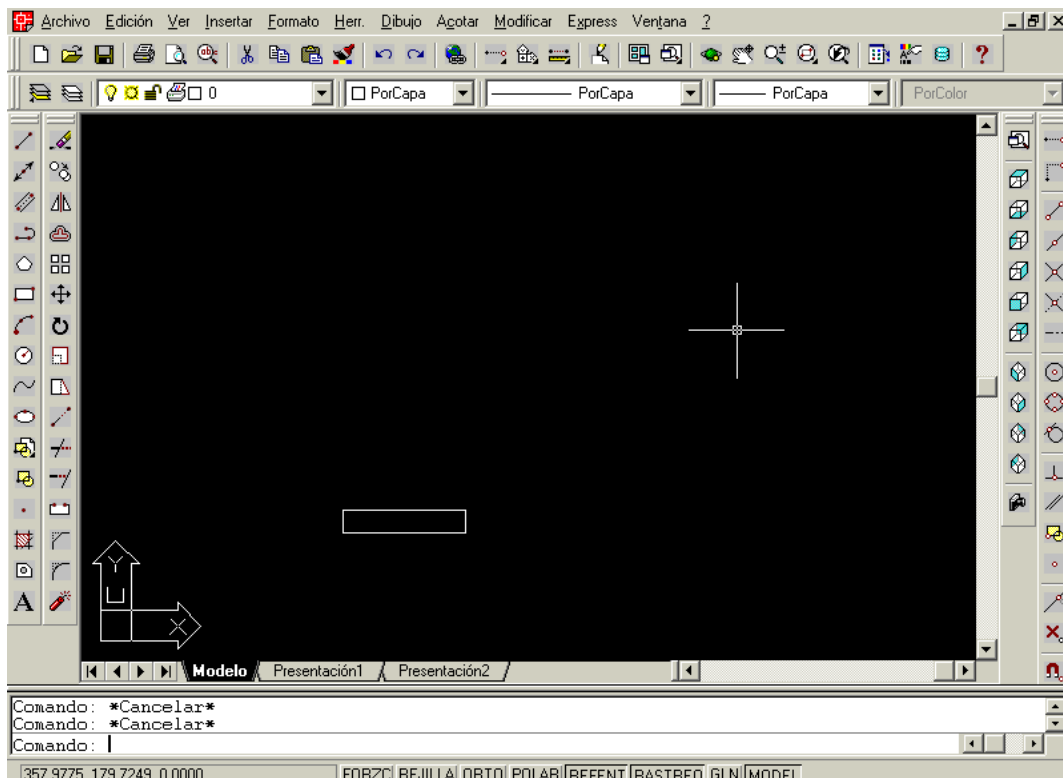 Archivo Edición Ver Insertar Formato Herr. Dibujo Acotar Modificar Express Ventana ?
0 PorCapa PorCapa PorCapa PorColor
Y
X
Modelo Presentación1 Presentación2
Comando: *Cancelar*
Comando: *Cancelar*
Comando:
357.9775, 179.7249, 0.0000 FORZC REJILLA ORTO POLAR REFENT RASTREO GLN MODEL